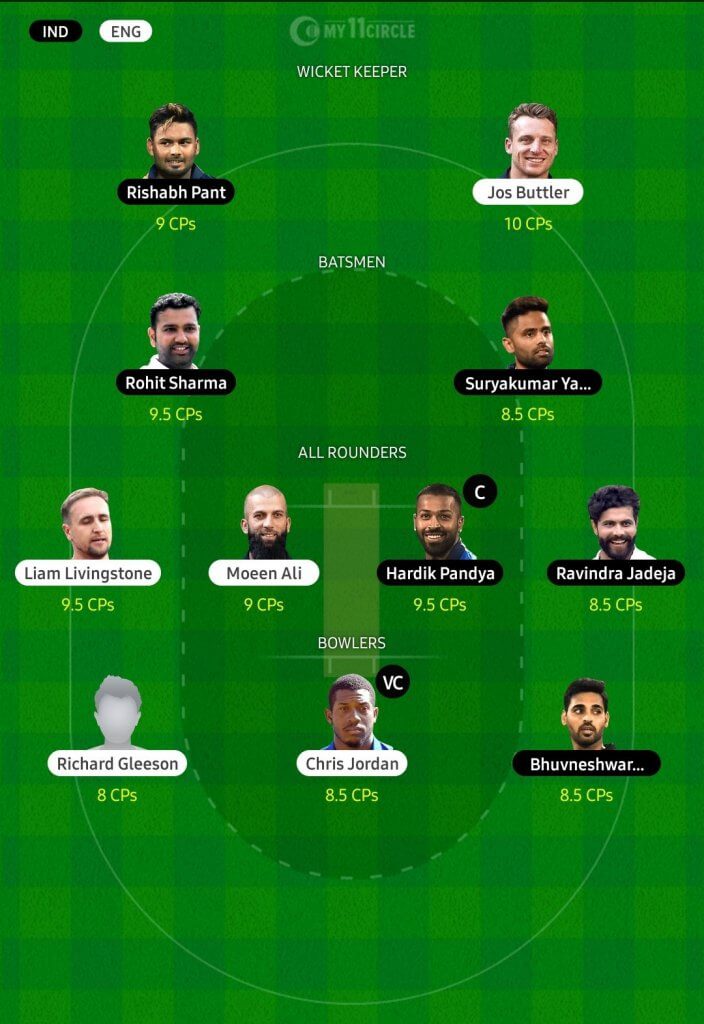 IND ENG MY11CIRCLE
WICKET KEEPER
Rishabh Pant Jos Buttler
9 CPs 10 CPs
BATSMEN
Rohit Sharma Suryakumar Ya...
9.5 CPs 8.5 CPs
ALL ROUNDERS
C
Liam Livingstone Moeen Ali Hardik Pandya Ravindra Jadeja
9.5 CPs 9 CPs 9.5 CPs 8.5 CPs
BOWLERS
VC
Richard Gleeson Chris Jordan Bhuvneshwar...
8 CPs 8.5 CPs 8.5 CPs